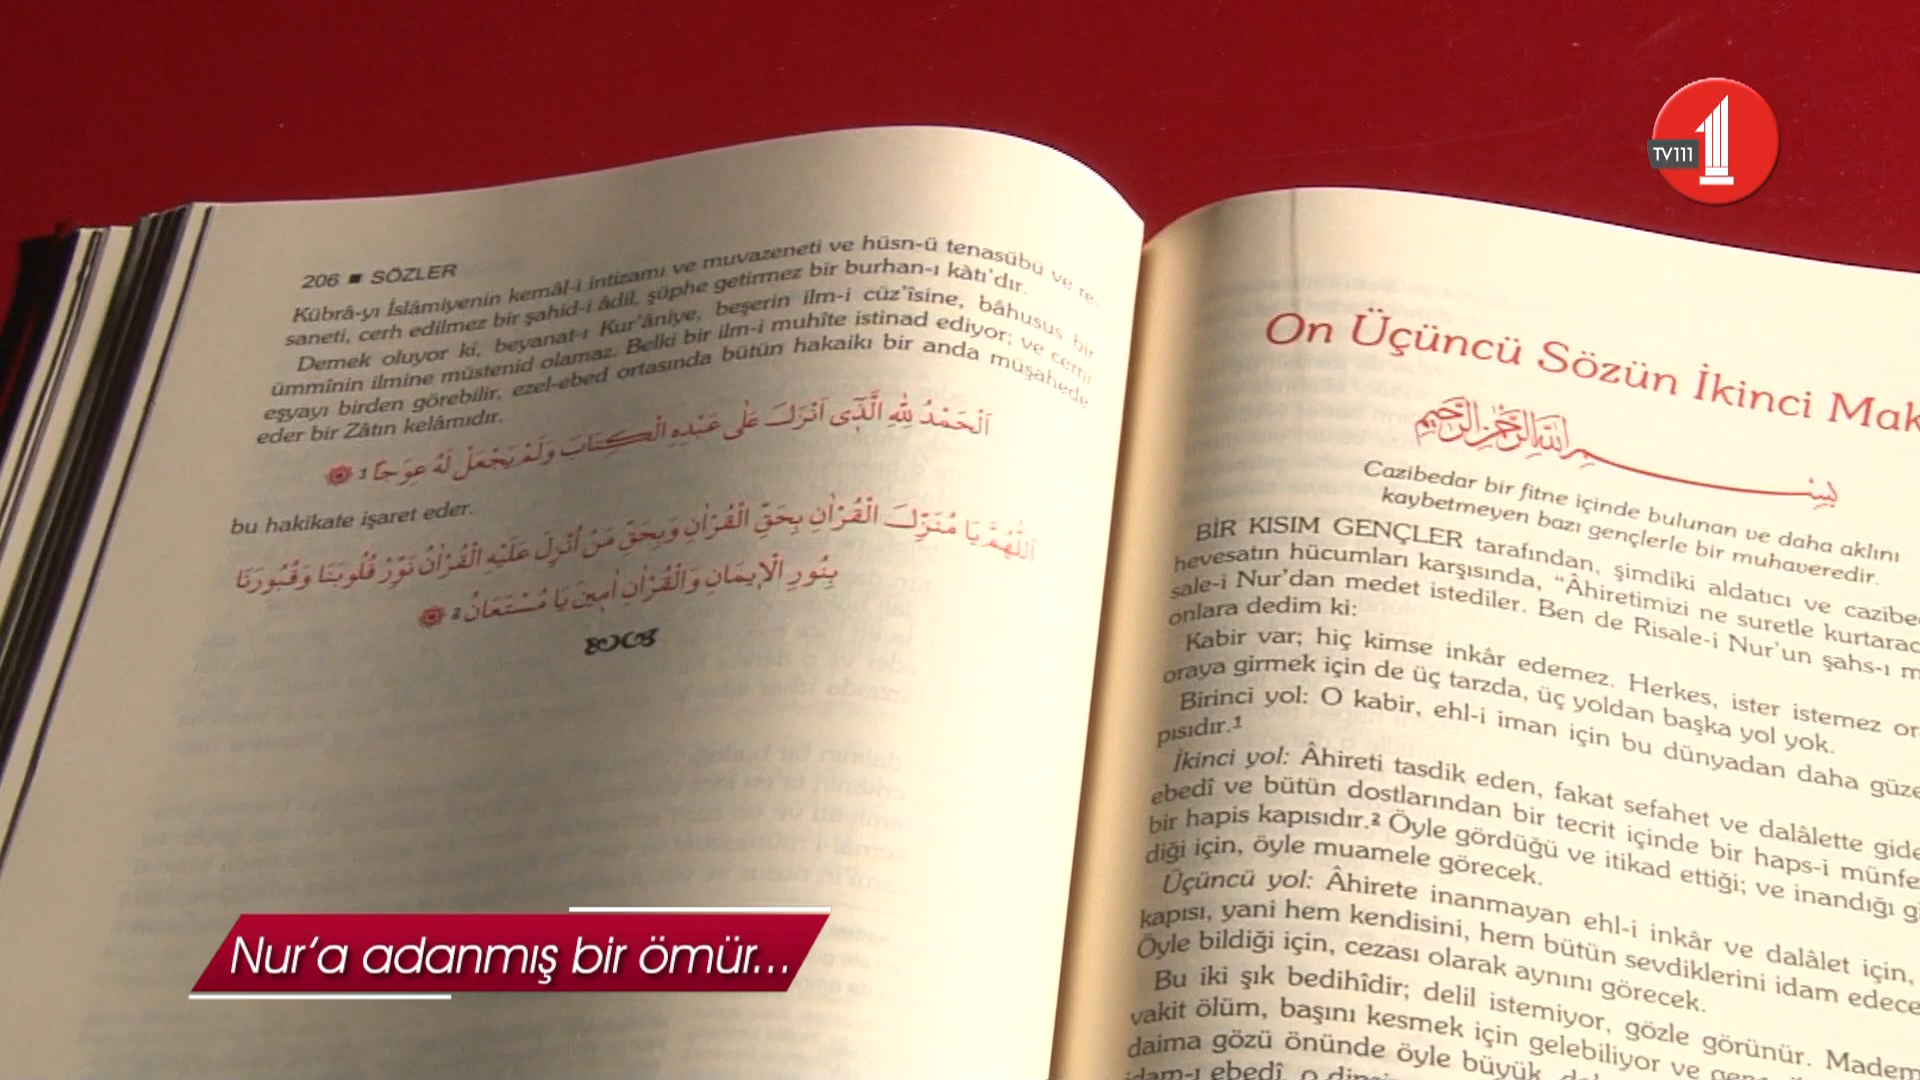 206 ■ SÖZLER
Kübrâ-yı İslâmiyenin kemâl-i intizamı ve muvazeneti ve hüsn-ü tenasübü ve re-
saneti, cerh edilmez bir şahid-i âdil, şüphe getirmez bir burhan-ı kàtı'dır.
Demek oluyor ki, beyanat-ı Kur'âniye, beşerin ilm-i cüz'îsine, bâhusus bir
ümmînin ilmine müstenid olamaz. Belki bir ilm-i muhîte istinad ediyor; ve cemî
eşyayı birden görebilir, ezel-ebed ortasında bütün hakaikı bir anda müşahede
eder bir Zâtın kelâmıdır.
اَلْحَمْدُ لِلّٰهِ الَّذِٓى اَنْزَلَ عَلٰى عَبْدِهِ الْكِتَابَ وَلَمْ يَجْعَلْ لَهُ عِوَجًا 1
bu hakikate işaret eder.
اَللّٰهُمَّ يَا مُنَزِّلَ الْقُرْاٰنِ بِحَقِّ الْقُرْاٰنِ وَبِحَقِّ مَنْ اُنْزِلَ عَلَيْهِ الْقُرْاٰنُ نَوِّرْ قُلُوبَنَا وَقُبُورَنَا
بِنُورِ الْاِيمَانِ وَالْقُرْاٰنِ اٰمِينَ يَا مُسْتَعَانُ 2
On Üçüncü Sözün İkinci Mak
بِسْمِ اللّٰهِ الرَّحْمٰنِ الرَّحِيمِ
Cazibedar bir fitne içinde bulunan ve daha aklını
kaybetmeyen bazı gençlerle bir muhaveredir.
BİR KISIM GENÇLER tarafından, şimdiki aldatıcı ve cazibe
hevesatın hücumları karşısında, "Âhiretimizi ne suretle kurtarac
sale-i Nur'dan medet istediler. Ben de Risale-i Nur'un şahs-ı m
onlara dedim ki:
Kabir var; hiç kimse inkâr edemez. Herkes, ister istemez or
oraya girmek için de üç tarzda, üç yoldan başka yol yok.
Birinci yol: O kabir, ehl-i iman için bu dünyadan daha güze
pısıdır.1
İkinci yol: Âhireti tasdik eden, fakat sefahet ve dalâlette gide
ebedî ve bütün dostlarından bir tecrit içinde bir haps-i münfe
bir hapis kapısıdır.2 Öyle gördüğü ve itikad ettiği; ve inandığı g
diği için, öyle muamele görecek.
Üçüncü yol: Âhirete inanmayan ehl-i inkâr ve dalâlet için,
kapısı, yani hem kendisini, hem bütün sevdiklerini idam edece
Öyle bildiği için, cezası olarak aynını görecek.
Bu iki şık bedihîdir; delil istemiyor, gözle görünür. Madem
vakit ölüm, başını kesmek için gelebiliyor ve
daima gözü önünde öyle büyük
idam-ı ebedî, o
Nur'a adanmış bir ömür...
TV111